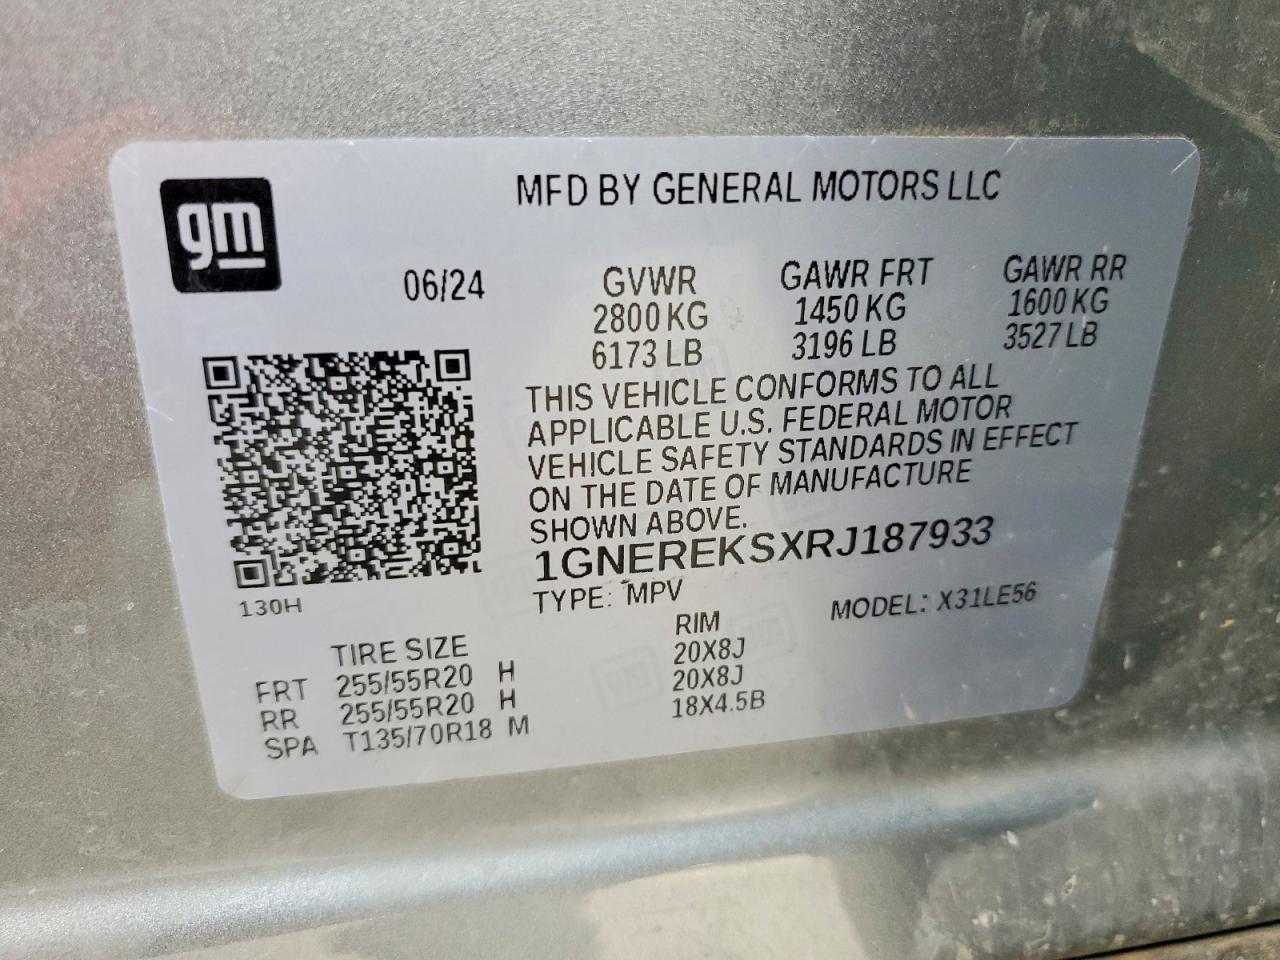 gm
MFD BY GENERAL MOTORS LLC
06/24
GVWR GAWR FRT GAWR RR
2800 KG 1450 KG 1600 KG
6173 LB 3196 LB 3527 LB
THIS VEHICLE CONFORMS TO ALL
APPLICABLE U.S. FEDERAL MOTOR
VEHICLE SAFETY STANDARDS IN EFFECT
ON THE DATE OF MANUFACTURE
SHOWN ABOVE.
1GNEREKSXRJ187933
130H
TYPE: MPV MODEL: X31LE56
TIRE SIZE RIM
FRT 255/55R20 H 20X8J
RR 255/55R20 H 20X8J
SPA T135/70R18 M 18X4.5B